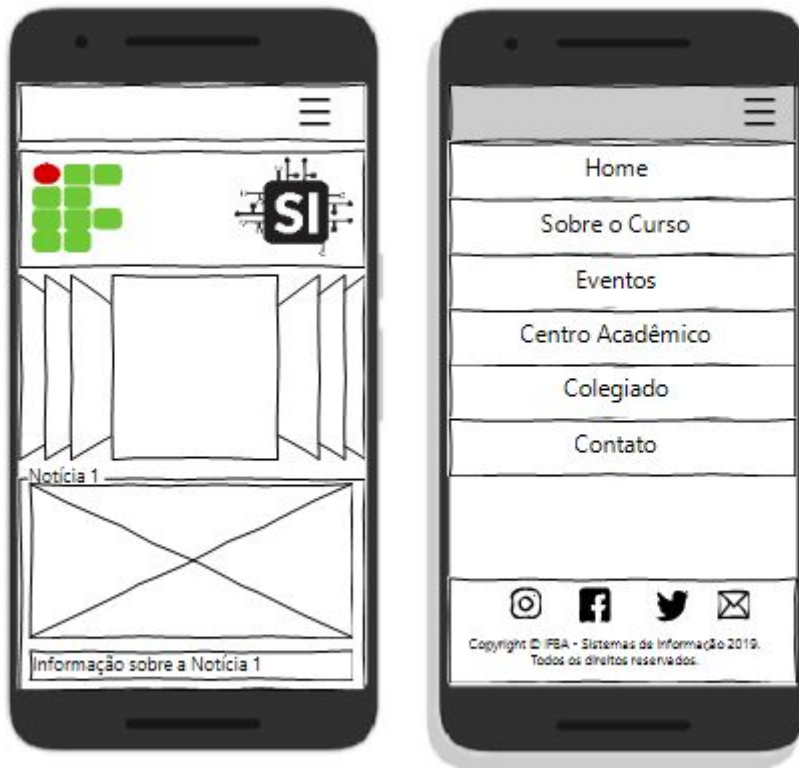 SI
Notícia 1
Informação sobre a Notícia 1
Home
Sobre o Curso
Eventos
Centro Acadêmico
Colegiado
Contato
Copyright © IFBA - Sistemas de Informação 2019.
Todos os direitos reservados.